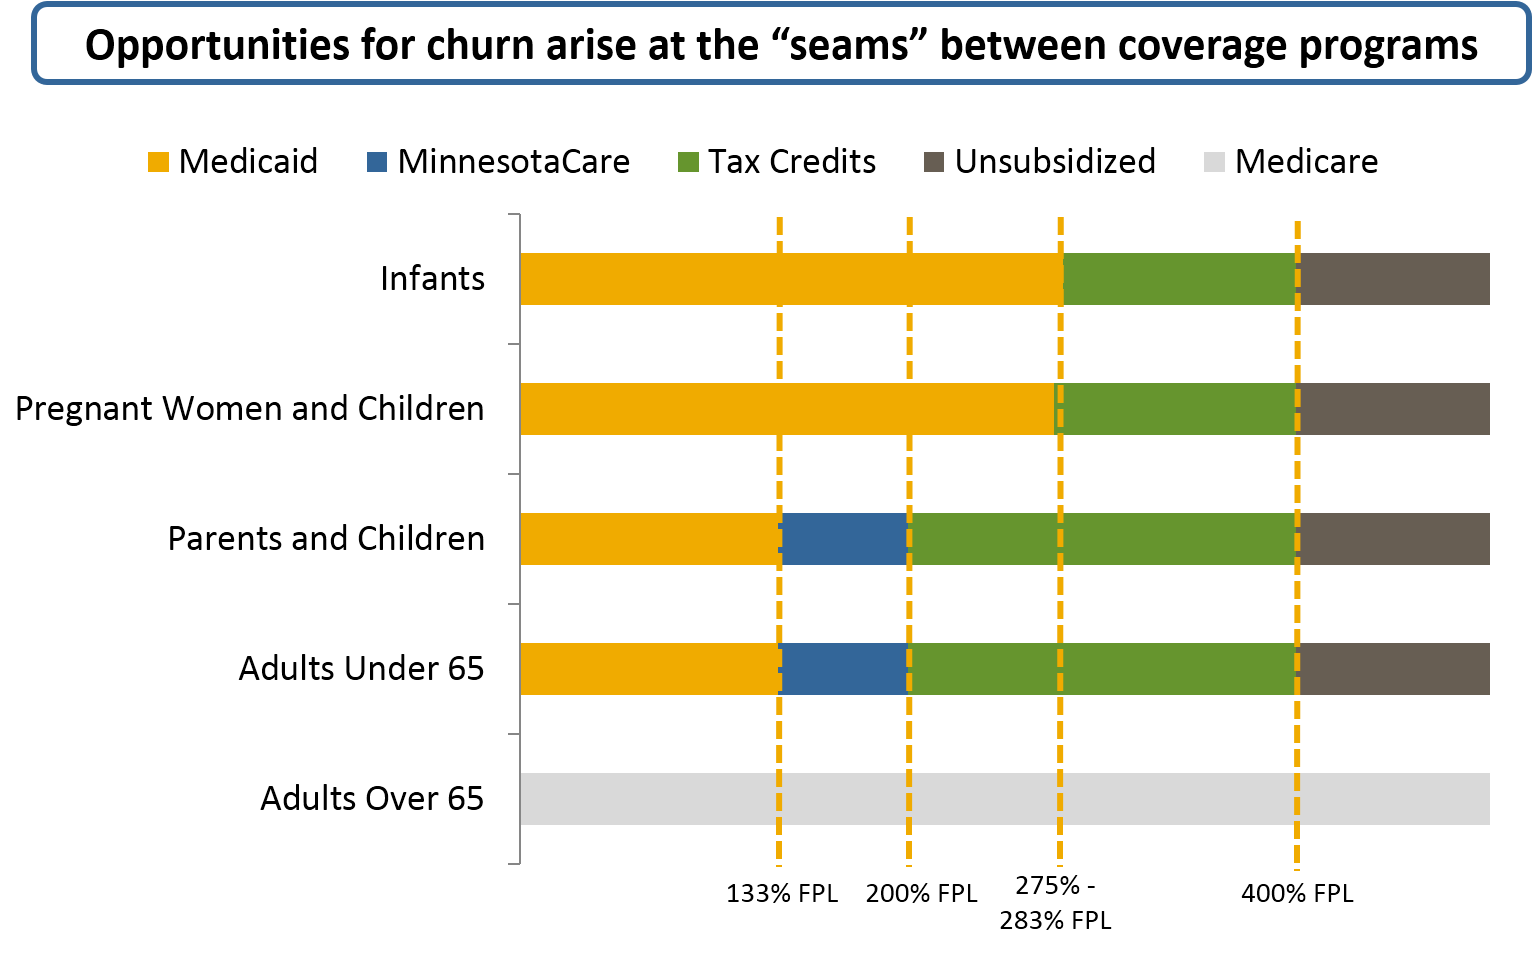 Opportunities for churn arise at the “seams” between coverage programs
Medicaid
MinnesotaCare
Tax Credits
Unsubsidized
Medicare
Infants
Pregnant Women and Children
Parents and Children
Adults Under 65
Adults Over 65
133% FPL
200% FPL
275% -
283% FPL
400% FPL